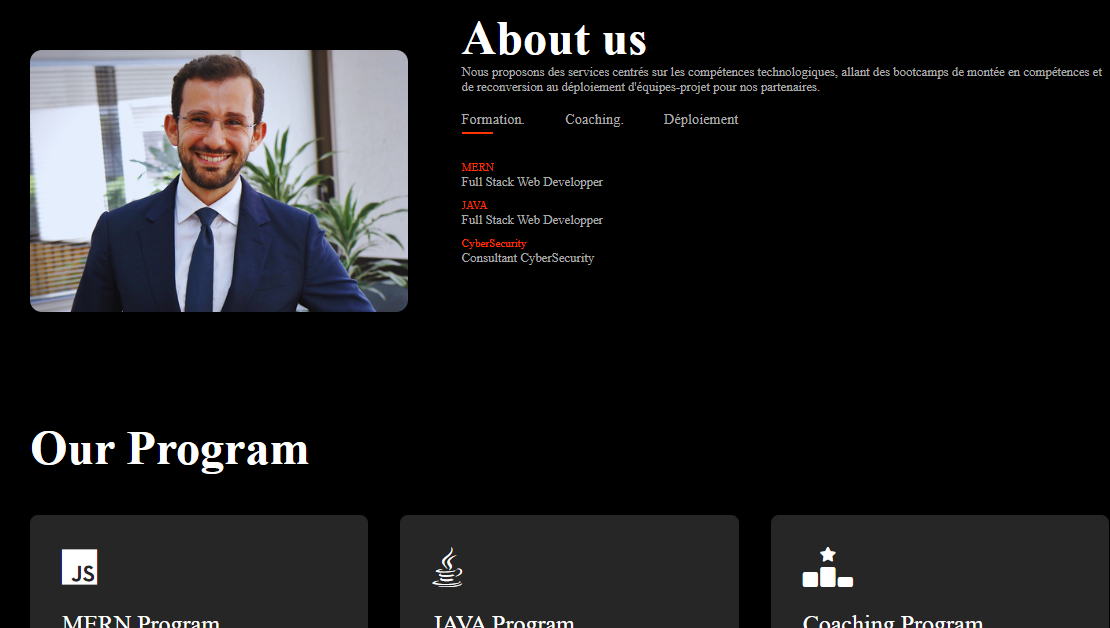 About us
Nous proposons des services centrés sur les compétences technologiques, allant des bootcamps de montée en compétences et
de reconversion au déploiement d'équipes-projet pour nos partenaires.
Formation. Coaching. Déploiement
MERN
Full Stack Web Developper
JAVA
Full Stack Web Developper
CyberSecurity
Consultant CyberSecurity
Our Program
JS
MERN Program
JAVA Program
Coaching Program